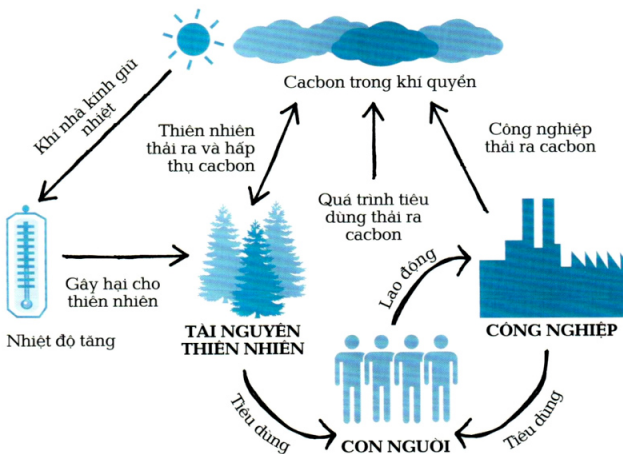 Cacbon trong khí quyển
Khí nhà kính giữ
nhiệt
Thiên nhiên
thải ra và hấp
thụ cacbon
Công nghiệp
thải ra cacbon
Quá trình tiêu
dùng thải ra
cacbon
Gây hại cho
thiên nhiên
Nhiệt độ tăng
TÀI NGUYÊN
THIÊN NHIÊN
Lao động
CÔNG NGHIỆP
Tiêu dùng
CON NGƯỜI
Tiêu dùng